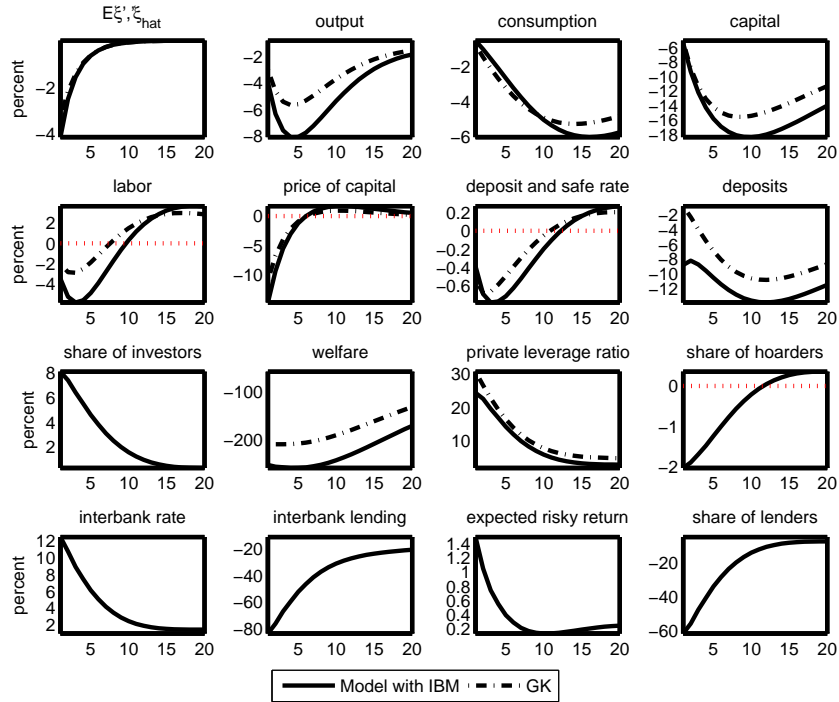 Eξ',ξ_hat
output
consumption
capital
percent
−2
−4
5 10 15 20
−2
−4
−6
−8
5 10 15 20
−2
−4
−6
5 10 15 20
−6
−8
−10
−12
−14
−16
−18
5 10 15 20
labor
price of capital
deposit and safe rate
deposits
percent
2
0
−2
−4
5 10 15 20
0
−5
−10
5 10 15 20
0.2
0
−0.2
−0.4
−0.6
5 10 15 20
−2
−4
−6
−8
−10
−12
5 10 15 20
share of investors
welfare
private leverage ratio
share of hoarders
percent
8
6
4
2
5 10 15 20
−100
−200
5 10 15 20
30
20
10
5 10 15 20
0
−1
−2
5 10 15 20
interbank rate
interbank lending
expected risky return
share of lenders
percent
12
10
8
6
4
2
5 10 15 20
−20
−40
−60
−80
5 10 15 20
1.4
1.2
1
0.8
0.6
0.4
0.2
5 10 15 20
−20
−40
−60
5 10 15 20
Model with IBM
GK